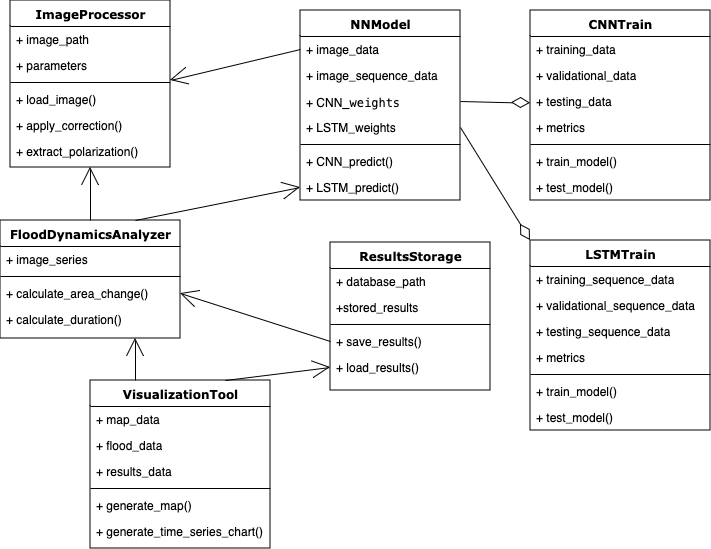 ImageProcessor
+ image_path
+ parameters
+ load_image()
+ apply_correction()
+ extract_polarization()
NNModel
+ image_data
+ image_sequence_data
+ CNN_weights
+ LSTM_weights
+ CNN_predict()
+ LSTM_predict()
CNNTrain
+ training_data
+ validational_data
+ testing_data
+ metrics
+ train_model()
+ test_model()
FloodDynamicsAnalyzer
+ image_series
+ calculate_area_change()
+ calculate_duration()
ResultsStorage
+ database_path
+stored_results
+ save_results()
+ load_results()
LSTMTrain
+ training_sequence_data
+ validational_sequence_data
+ testing_sequence_data
+ metrics
+ train_model()
+ test_model()
VisualizationTool
+ map_data
+ flood_data
+ results_data
+ generate_map()
+ generate_time_series_chart()